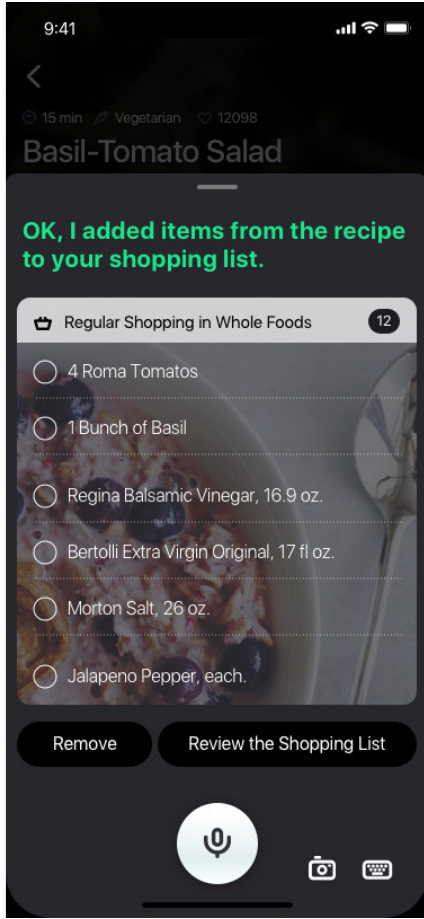 9:41
15 min Vegetarian 12098
Basil-Tomato Salad
OK, I added items from the recipe
to your shopping list.
Regular Shopping in Whole Foods 12
4 Roma Tomatos
1 Bunch of Basil
Regina Balsamic Vinegar, 16.9 oz.
Bertolli Extra Virgin Original, 17 fl oz.
Morton Salt, 26 oz.
Jalapeno Pepper, each.
Remove Review the Shopping List